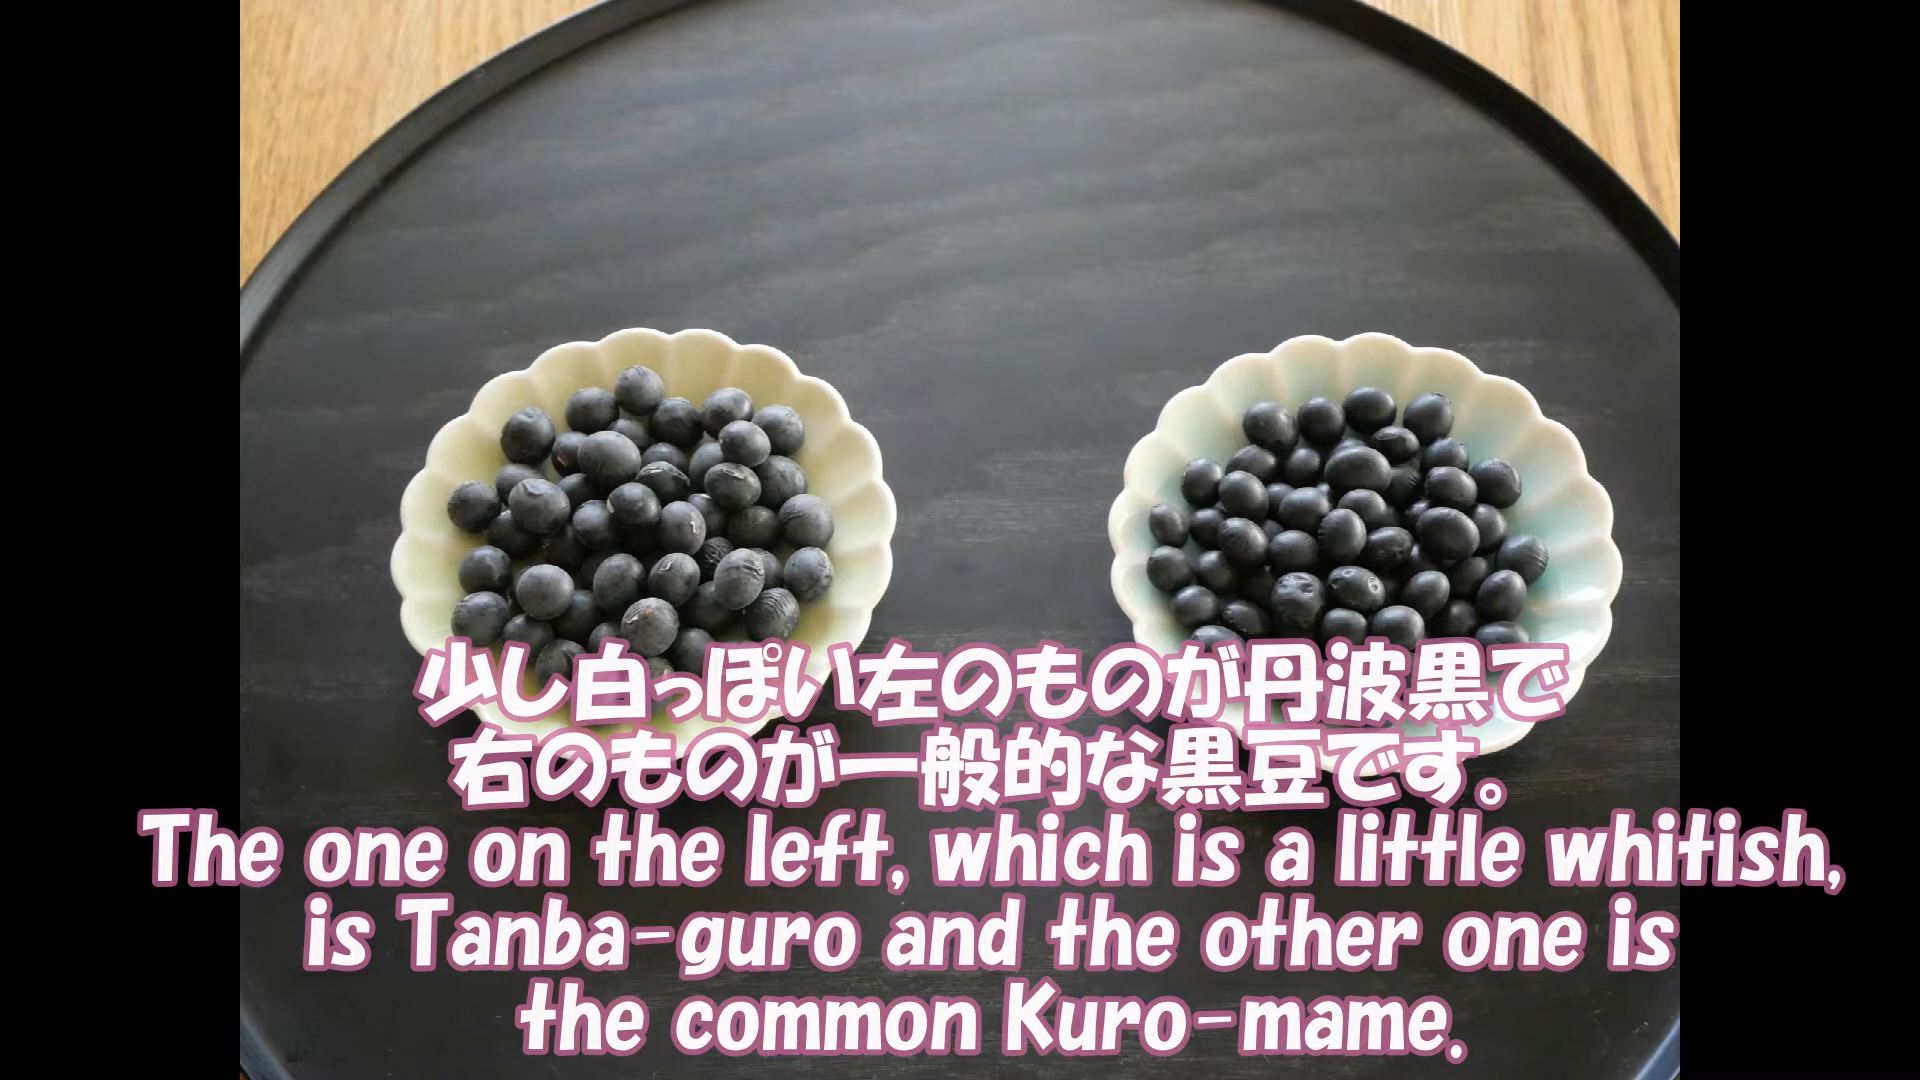 少し白っぽい左のものが丹波黒で
右のものが一般的な黒豆です。
The one on the left, which is a little whitish,
is Tanba-guro and the other one is
the common Kuro-mame.